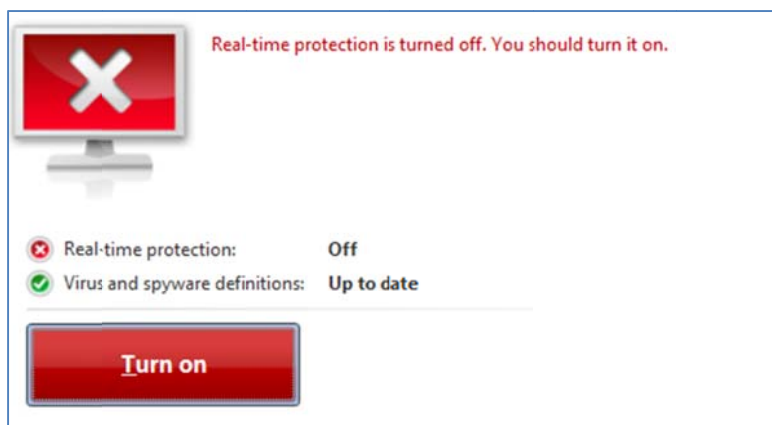 Real-time protection is turned off. You should turn it on.
Real-time protection: Off
Virus and spyware definitions: Up to date
Turn on